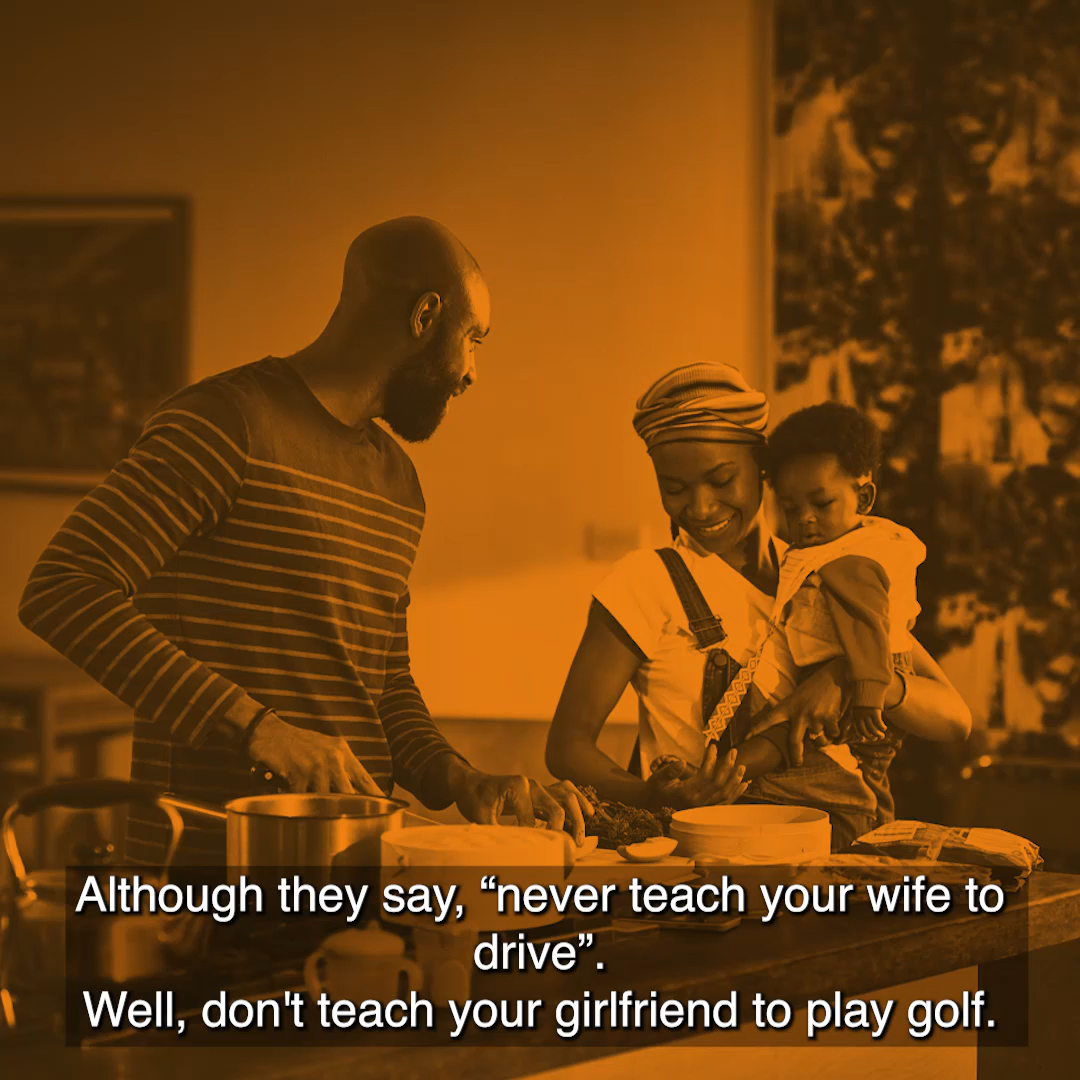 Although they say, “never teach your wife to
drive”.
Well, don't teach your girlfriend to play golf.